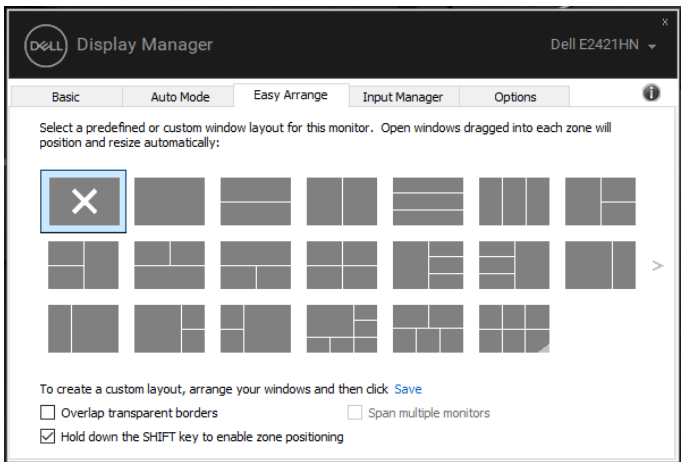 x
DELL Display Manager Dell E2421HN
Basic Auto Mode Easy Arrange Input Manager Options i
Select a predefined or custom window layout for this monitor. Open windows dragged into each zone will
position and resize automatically:
>
To create a custom layout, arrange your windows and then click Save
Overlap transparent borders Span multiple monitors
Hold down the SHIFT key to enable zone positioning